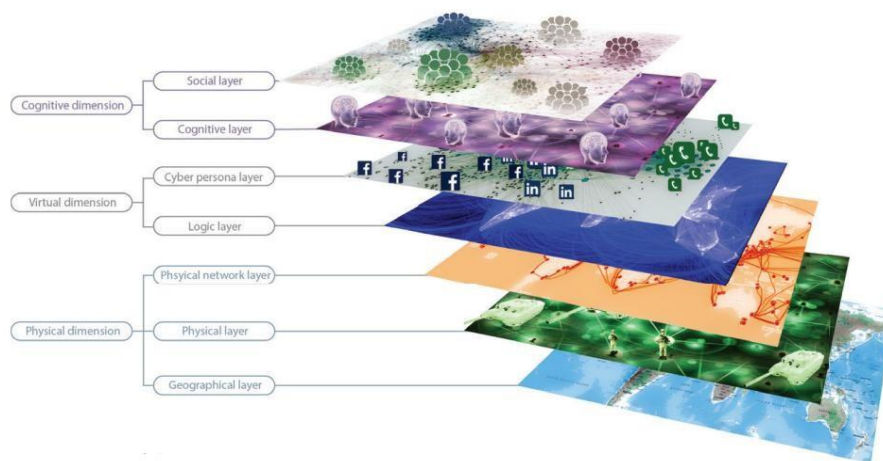 Social layer
Cognitive dimension
Cognitive layer
Cyber persona layer
Virtual dimension
Logic layer
Phsyical network layer
Physical dimension
Physical layer
Geographical layer